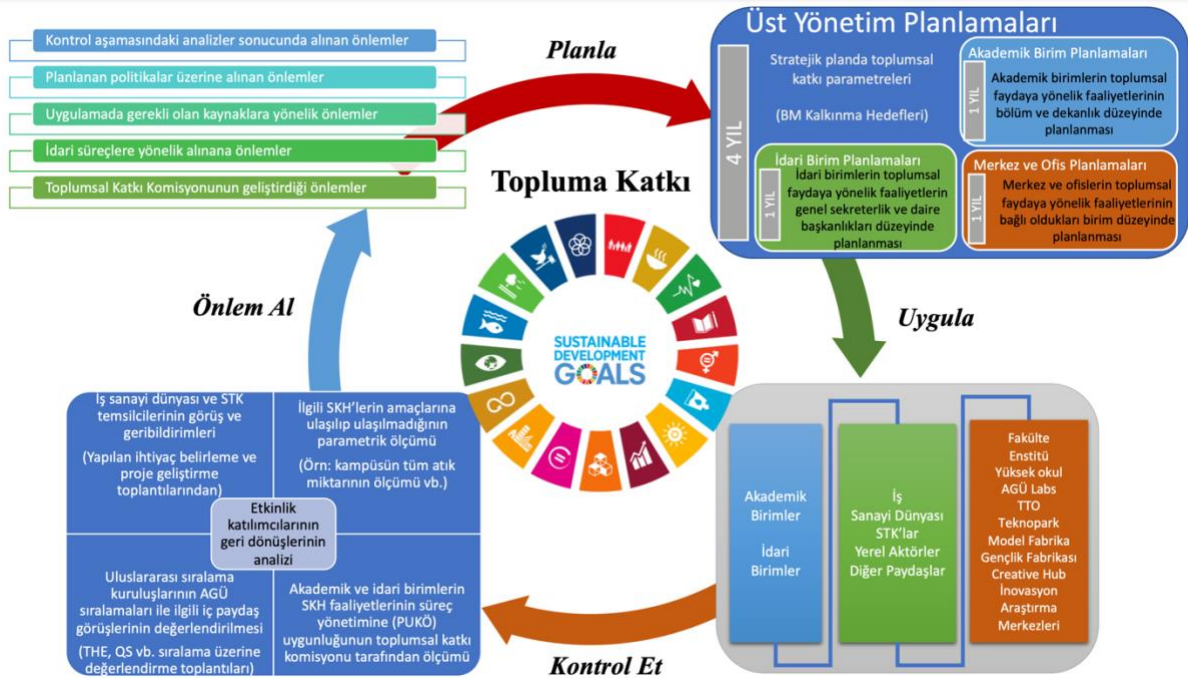 Kontrol aşamasındaki analizler sonucunda alınan önlemler
Planlanan politikalar üzerine alınan önlemler
Uygulamada gerekli olan kaynaklara yönelik önlemler
İdari süreçlere yönelik alınana önlemler
Toplumsal Katkı Komisyonunun geliştirdiği önlemler
Planla
Üst Yönetim Planlamaları
4 YIL
Stratejik planda toplumsal
katkı parametreleri
(BM Kalkınma Hedefleri)
Akademik Birim Planlamaları
1 YIL
Akademik birimlerin toplumsal
faydaya yönelik faaliyetlerinin
bölüm ve dekanlık düzeyinde
planlanması
İdari Birim Planlamaları
1 YIL
İdari birimlerin toplumsal
faydaya yönelik faaliyetlerin
genel sekreterlik ve daire
başkanlıkları düzeyinde
planlanması
Merkez ve Ofis Planlamaları
1 YIL
Merkez ve ofislerin toplumsal
faydaya yönelik faaliyetlerinin
bağlı oldukları birim düzeyinde
planlanması
Topluma Katkı
SUSTAINABLE
DEVELOPMENT
GOALS
Önlem Al
Uygula
İş sanayi dünyası ve STK
temsilcilerinin görüş ve
geribildirimleri
(Yapılan ihtiyaç belirleme ve
proje geliştirme
toplantılarından)
İlgili SKH’lerin amaçlarına
ulaşılıp ulaşılmadığının
parametrik ölçümü
(Örn: kampüsün tüm atık
miktarının ölçümü vb.)
Etkinlik
katılımcılarının
geri dönüşlerinin
analizi
Uluslararası sıralama
kuruluşlarının AGÜ
sıralamaları ile ilgili iç paydaş
görüşlerinin değerlendirilmesi
(THE, QS vb. sıralama üzerine
değerlendirme toplantıları)
Akademik ve idari birimlerin
SKH faaliyetlerinin süreç
yönetimine (PUKÖ)
uygunluğunun toplumsal katkı
komisyonu tarafından ölçümü
Kontrol Et
Akademik
Birimler
İdari
Birimler
İş
Sanayi Dünyası
STK’lar
Yerel Aktörler
Diğer Paydaşlar
Fakülte
Enstitü
Yüksek okul
AGÜ Labs
TTO
Teknopark
Model Fabrika
Gençlik Fabrikası
Creative Hub
İnovasyon
Araştırma
Merkezleri